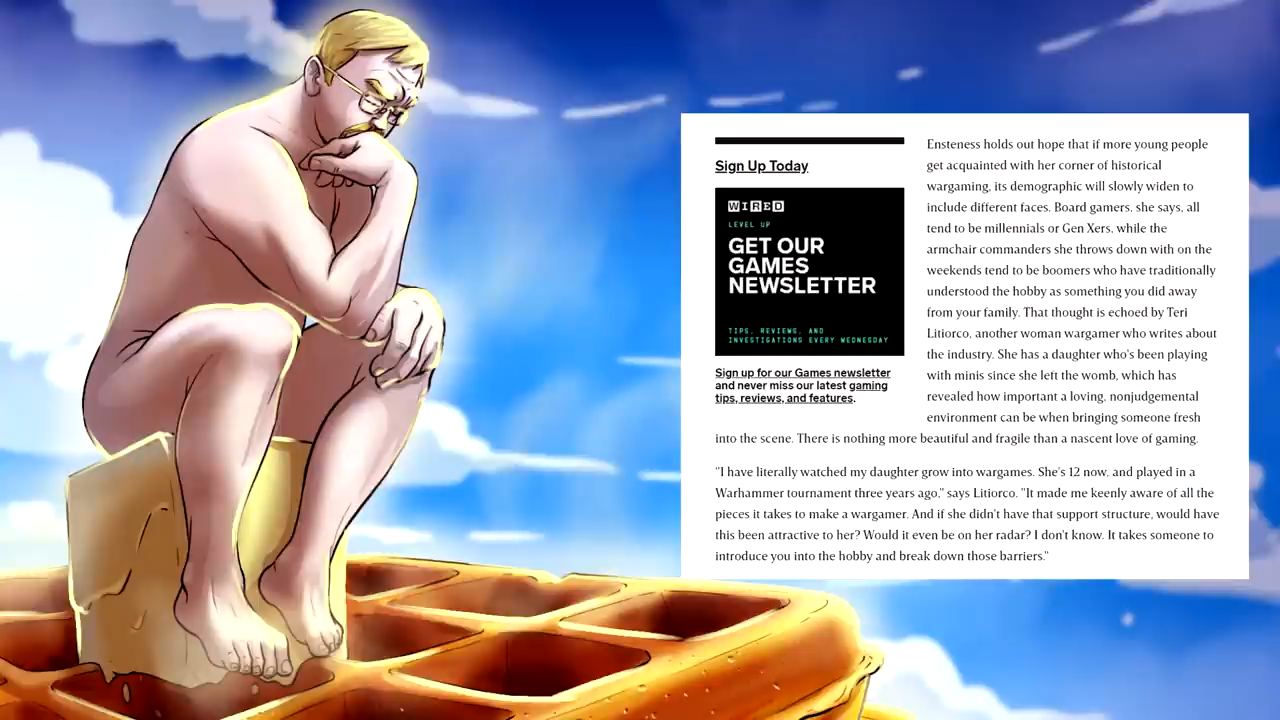 Sign Up Today
WIRED
LEVEL UP
GET OUR
GAMES
NEWSLETTER
TIPS, REVIEWS, AND
INVESTIGATIONS EVERY WEDNESDAY
Sign up for our Games newsletter
and never miss our latest gaming
tips, reviews, and features.
Ensteness holds out hope that if more young people
get acquainted with her corner of historical
wargaming, its demographic will slowly widen to
include different faces. Board gamers, she says, all
tend to be millennials or Gen Xers, while the
armchair commanders she throws down with on the
weekends tend to be boomers who have traditionally
understood the hobby as something you did away
from your family. That thought is echoed by Teri
Litiorco, another woman wargamer who writes about
the industry. She has a daughter who's been playing
with minis since she left the womb, which has
revealed how important a loving, nonjudgemental
environment can be when bringing someone fresh
into the scene. There is nothing more beautiful and fragile than a nascent love of gaming.
"I have literally watched my daughter grow into wargames. She's 12 now, and played in a
Warhammer tournament three years ago," says Litiorco. "It made me keenly aware of all the
pieces it takes to make a wargamer. And if she didn't have that support structure, would have
this been attractive to her? Would it even be on her radar? I don't know. It takes someone to
introduce you into the hobby and break down those barriers."